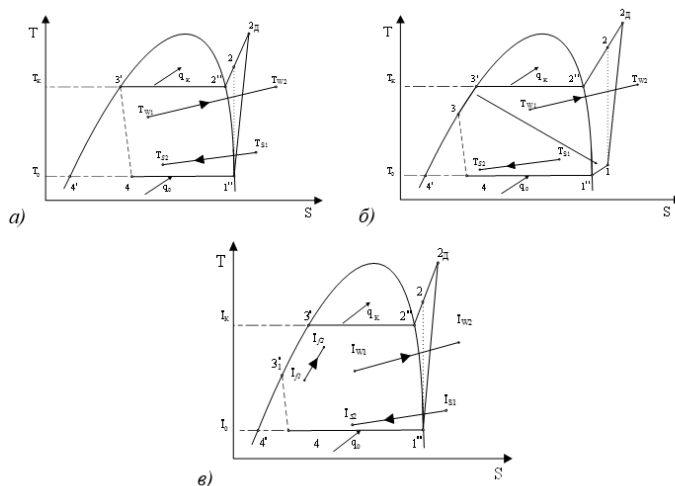 T
2д
2
Tк
3'
qк
2"
Tw2
Tw1
Ts2
Ts1
T0
4'
4
q0
1"
S
а)
T
2д
2
Tк
3'
qк
2"
Tw2
3
Tw1
Ts1
Ts2
1
T0
4'
4
q0
1"
S
б)
T
2д
2
Iк
3'
qк
2"
Iw2
If2
Iw1
3'1
If2
Is2
Is1
I0
4'
4
q0
1"
S
в)